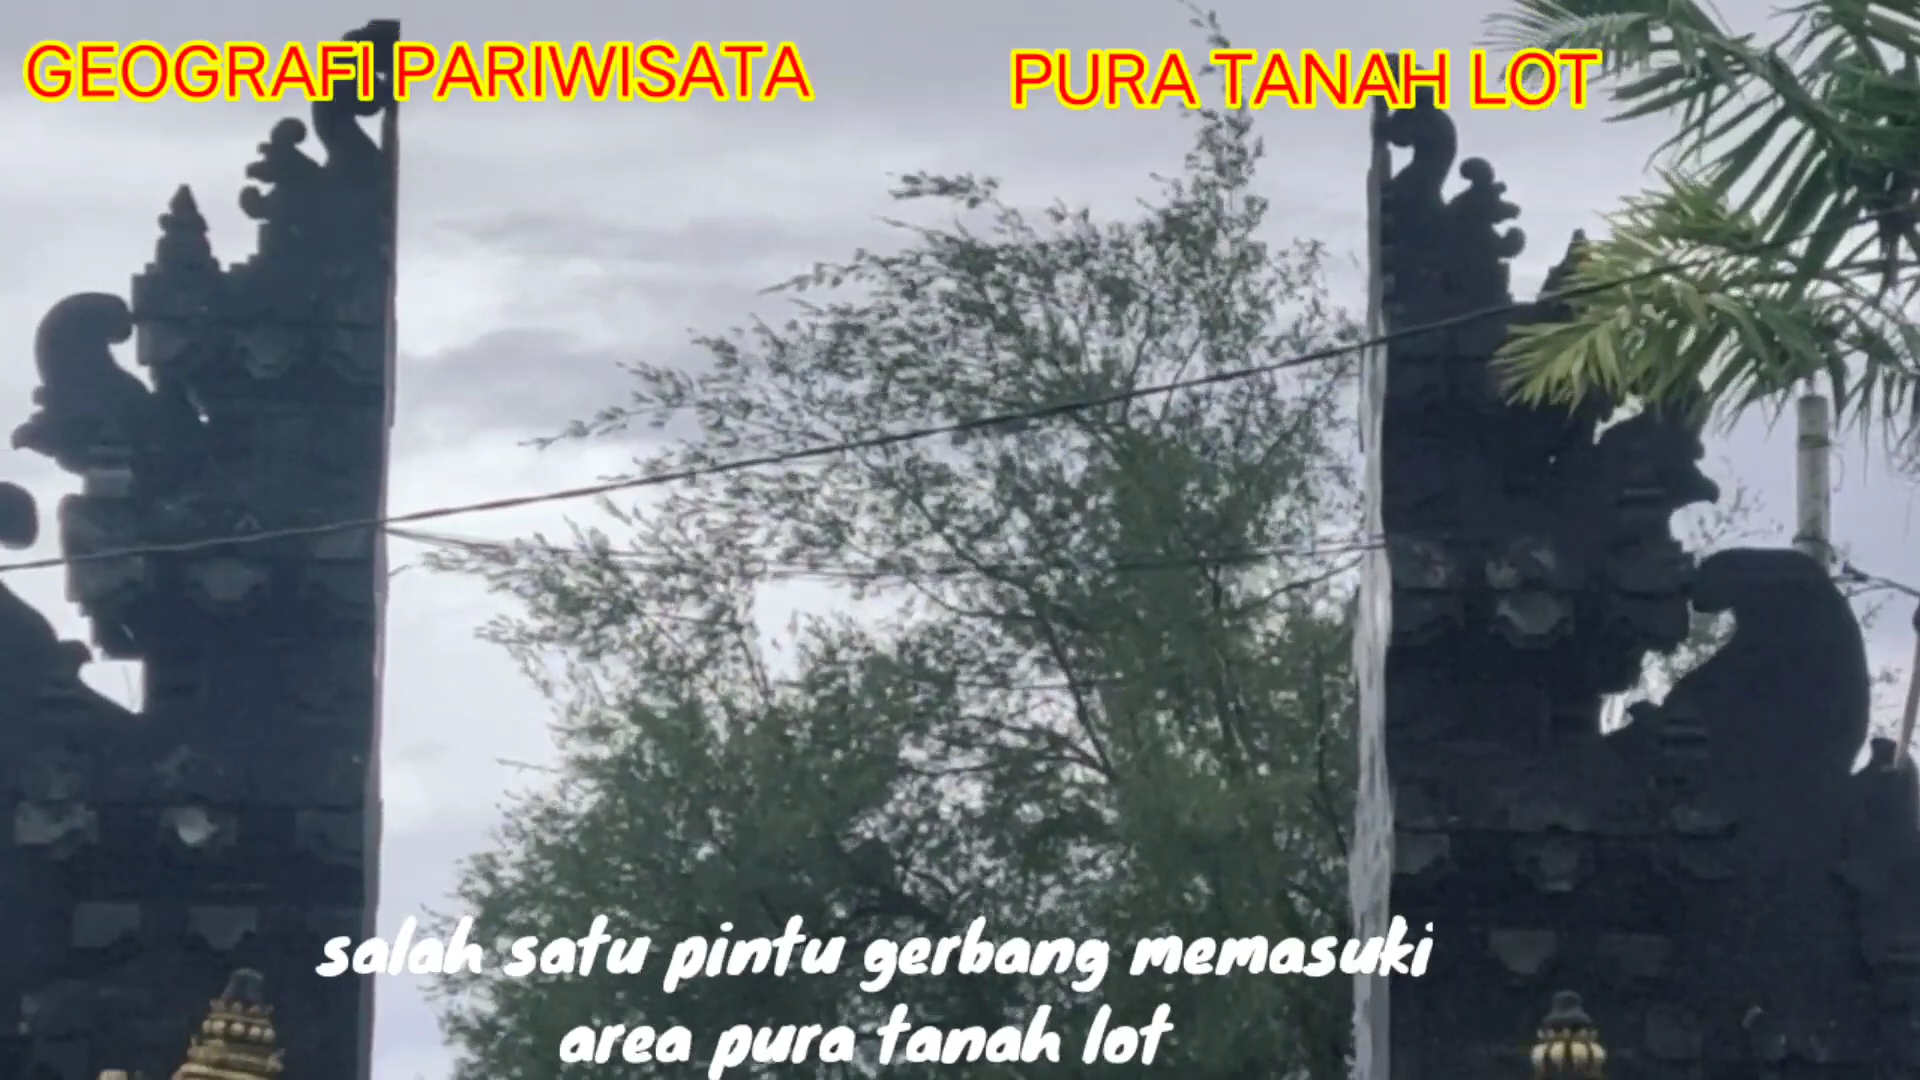 GEOGRAFI PARIWISATA
PURA TANAH LOT
salah satu pintu gerbang memasuki
area pura tanah lot